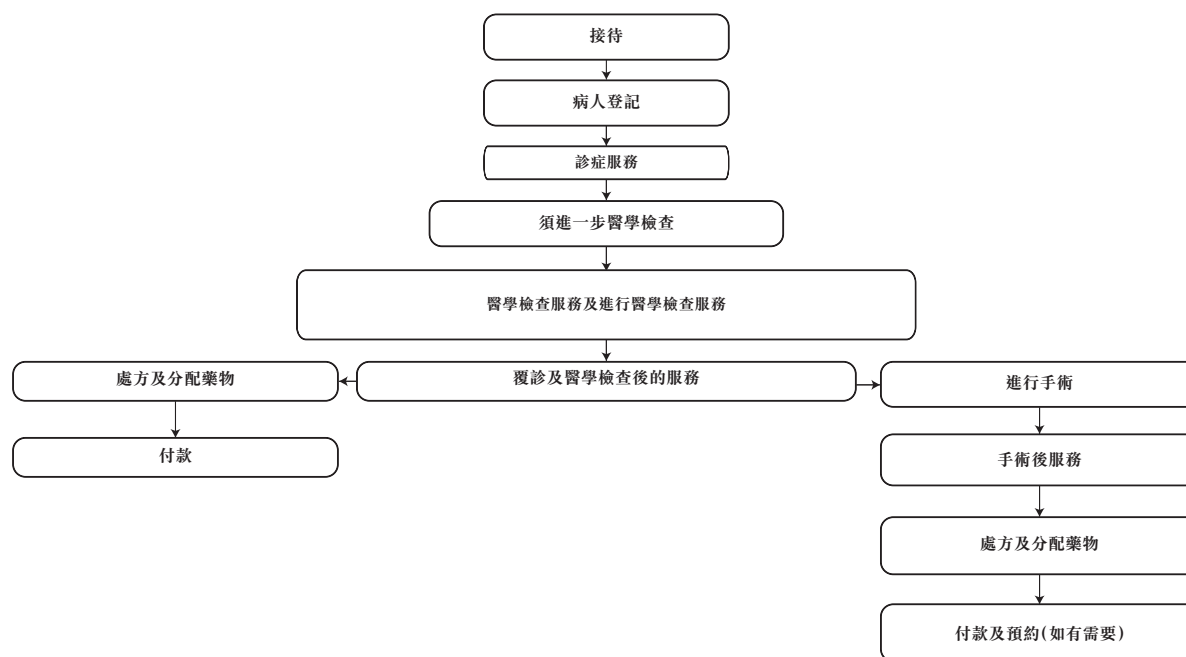 接待
病人登記
診症服務
須進一步醫學檢查
醫學檢查服務及進行醫學檢查服務
覆診及醫學檢查後的服務
處方及分配藥物
付款
進行手術
手術後服務
處方及分配藥物
付款及預約(如有需要)